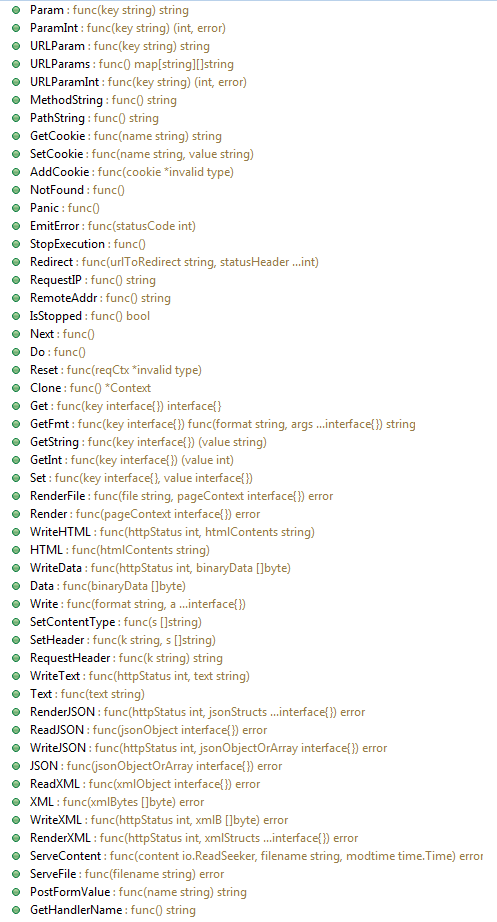 Param : func(key string) string
ParamInt : func(key string) (int, error)
URLParam : func(key string) string
URLParams : func() map[string][]string
URLParamInt : func(key string) (int, error)
MethodString : func() string
PathString : func() string
GetCookie : func(name string) string
SetCookie : func(name string, value string)
AddCookie : func(cookie *invalid type)
NotFound : func()
Panic : func()
EmitError : func(statusCode int)
StopExecution : func()
Redirect : func(urlToRedirect string, statusHeader ...int)
RequestIP : func() string
RemoteAddr : func() string
IsStopped : func() bool
Next : func()
Do : func()
Reset : func(reqCtx *invalid type)
Clone : func() *Context
Get : func(key interface{}) interface{}
GetFmt : func(key interface{}) func(format string, args ...interface{}) string
GetString : func(key interface{}) (value string)
GetInt : func(key interface{}) (value int)
Set : func(key interface{}, value interface{})
RenderFile : func(file string, pageContext interface{}) error
Render : func(pageContext interface{}) error
WriteHTML : func(httpStatus int, htmlContents string)
HTML : func(htmlContents string)
WriteData : func(httpStatus int, binaryData []byte)
Data : func(binaryData []byte)
Write : func(format string, a ...interface{})
SetContentType : func(s []string)
SetHeader : func(k string, s []string)
RequestHeader : func(k string) string
WriteText : func(httpStatus int, text string)
Text : func(text string)
RenderJSON : func(httpStatus int, jsonStructs ...interface{}) error
ReadJSON : func(jsonObject interface{}) error
WriteJSON : func(httpStatus int, jsonObjectOrArray interface{}) error
JSON : func(jsonObjectOrArray interface{}) error
ReadXML : func(xmlObject interface{}) error
XML : func(xmlBytes []byte) error
WriteXML : func(httpStatus int, xmlB []byte) error
RenderXML : func(httpStatus int, xmlStructs ...interface{}) error
ServeContent : func(content io.ReadSeeker, filename string, modtime time.Time) error
ServeFile : func(filename string) error
PostFormValue : func(name string) string
GetHandlerName : func() string